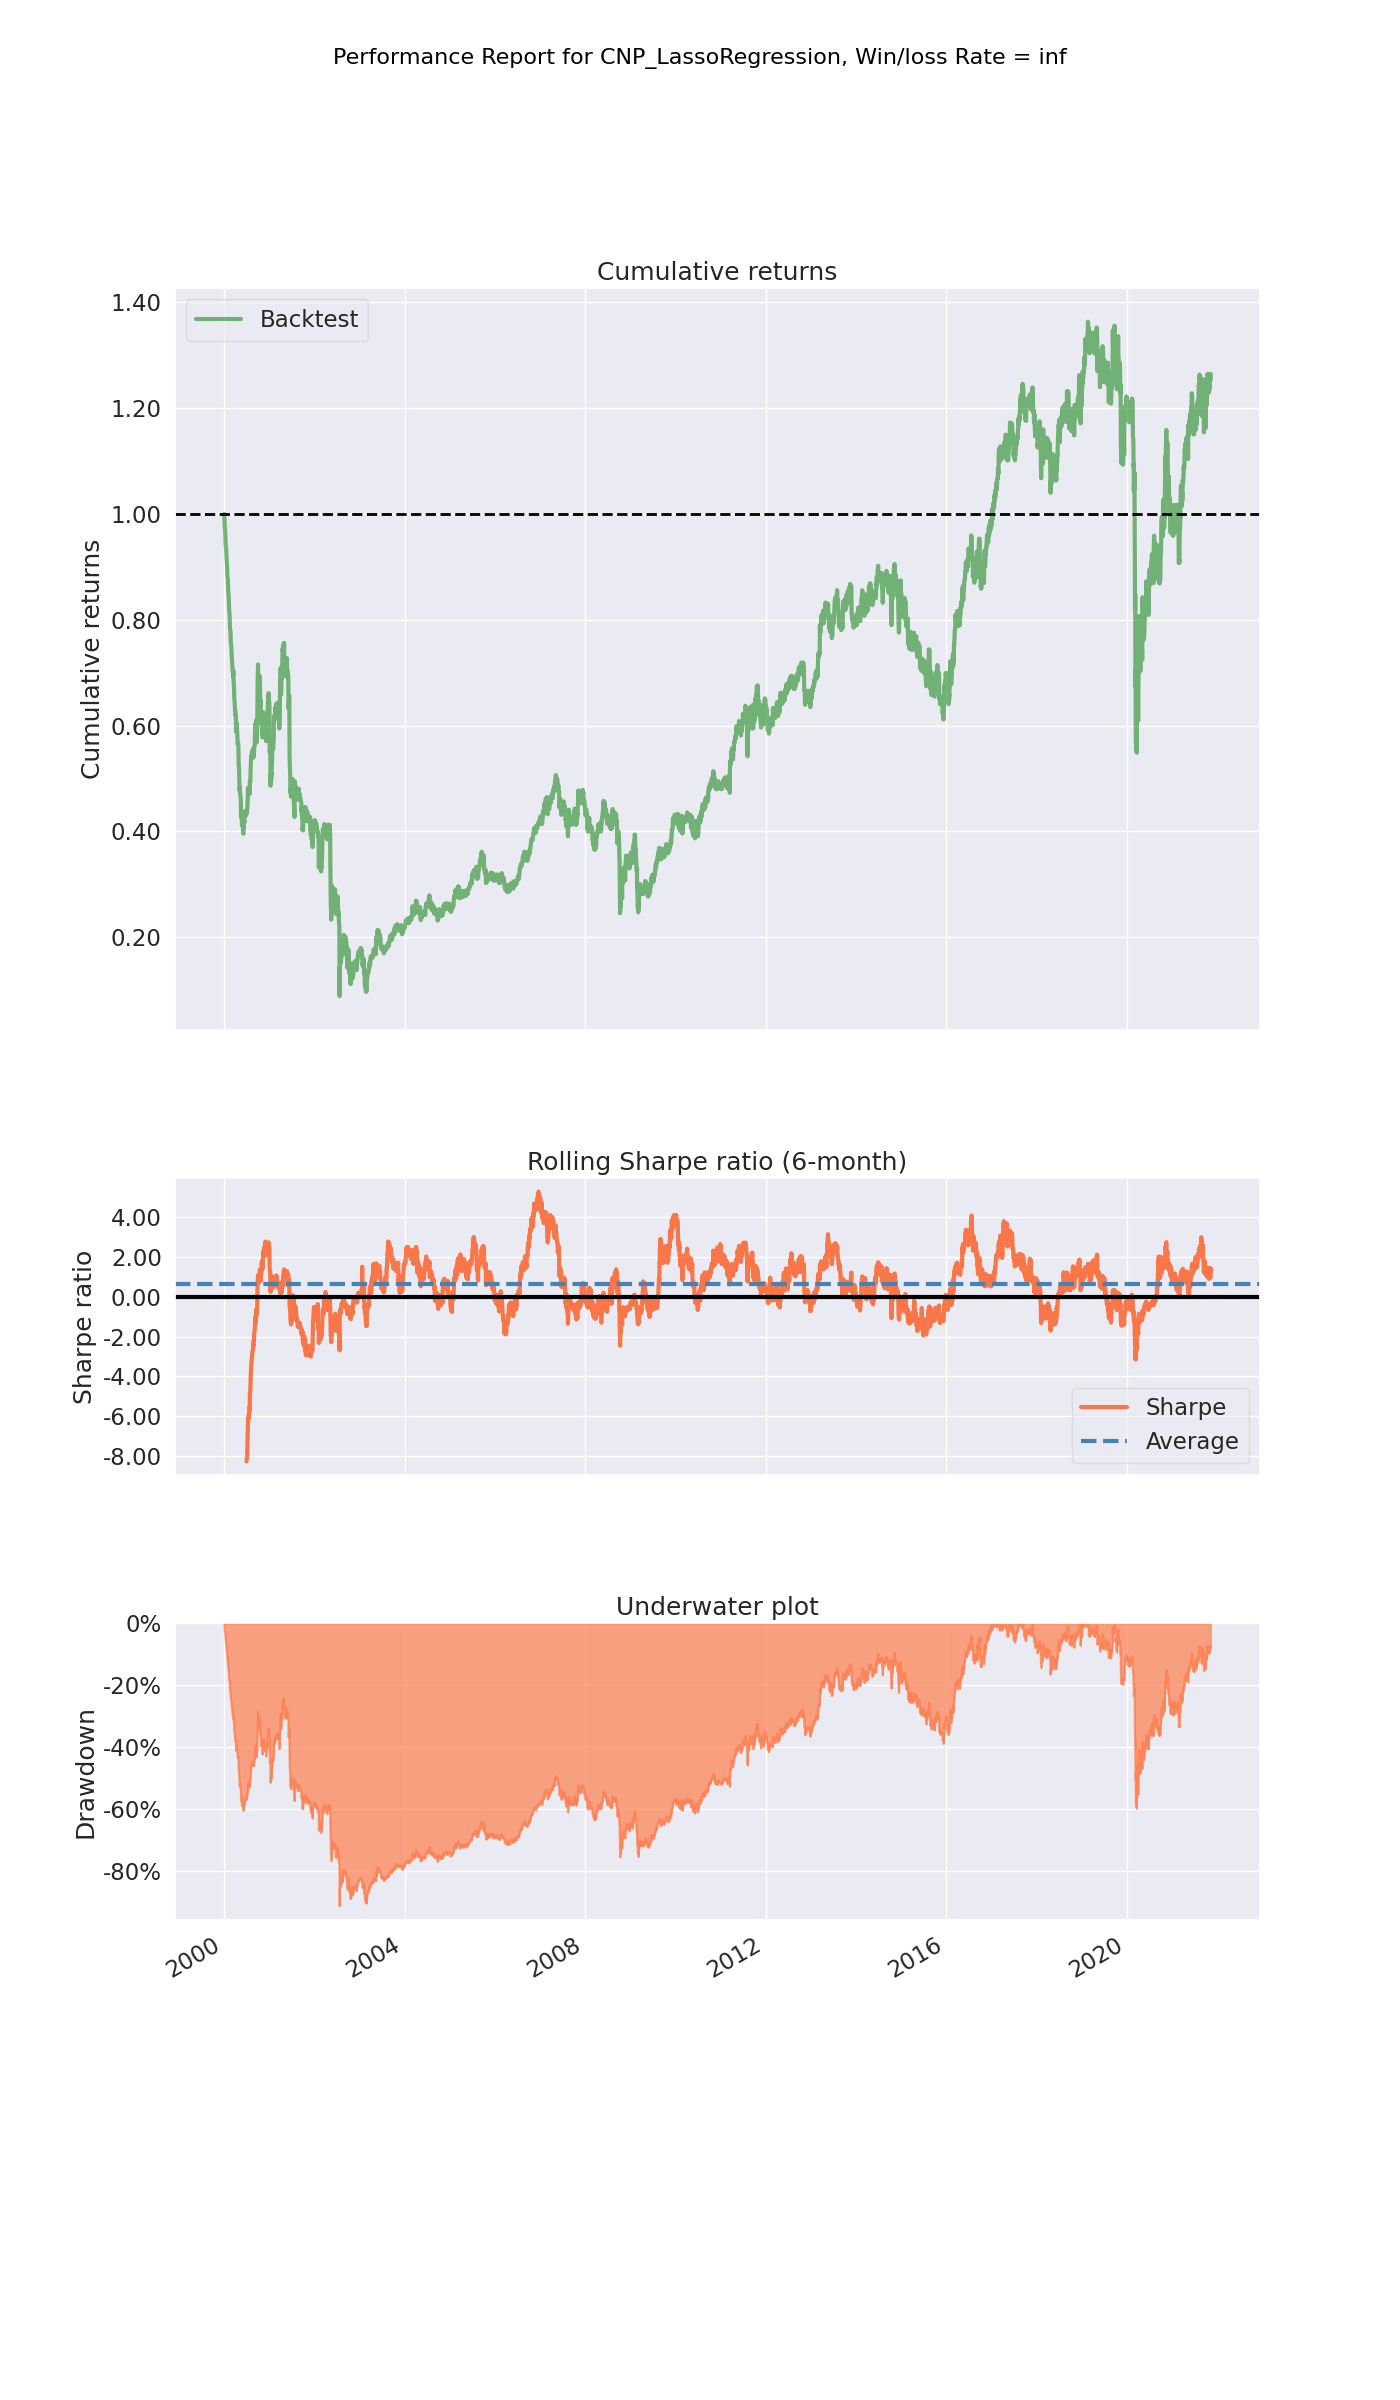 Performance Report for CNP_LassoRegression, Win/loss Rate = inf
Cumulative returns
1.40
Backtest
1.20
1.00
0.80
0.60
0.40
0.20
Cumulative returns
Rolling Sharpe ratio (6-month)
4.00
2.00
0.00
-2.00
-4.00
-6.00
-8.00
Sharpe ratio
Sharpe
Average
Underwater plot
0%
-20%
-40%
-60%
-80%
Drawdown
2000
2004
2008
2012
2016
2020